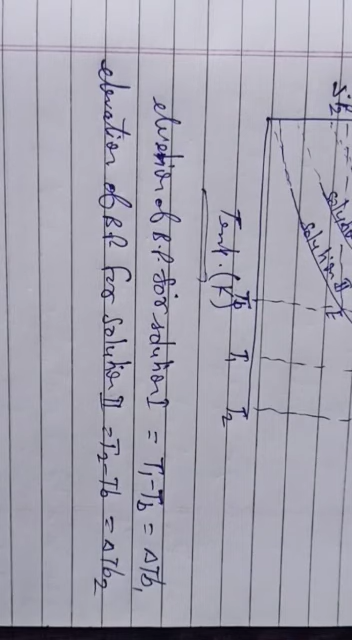 solution I
solution II
Tb T1 T2
Temp. (K)
elevation of B.P. for solution I = T1-Tb = ΔTb1
elevation of B.P. for solution II = T2-Tb = ΔTb2